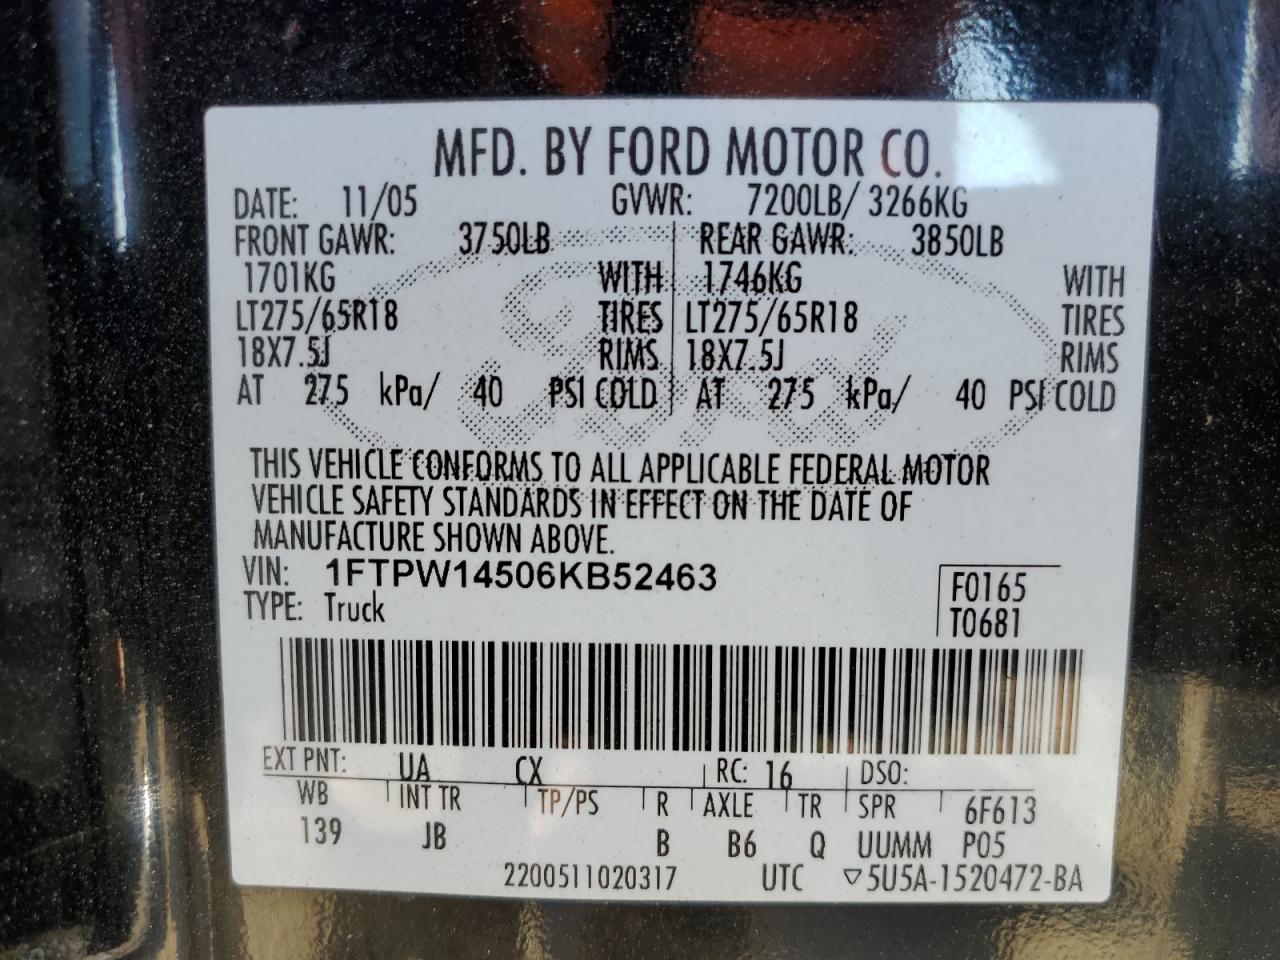 MFD. BY FORD MOTOR CO.
DATE: 11/05 GVWR: 7200LB/ 3266KG
FRONT GAWR: 3750LB REAR GAWR: 3850LB
1701KG WITH 1746KG WITH
LT275/65R18 TIRES LT275/65R18 TIRES
18X7.5J RIMS 18X7.5J RIMS
AT 275 kPa/ 40 PSI COLD AT 275 kPa/ 40 PSI COLD
THIS VEHICLE CONFORMS TO ALL APPLICABLE FEDERAL MOTOR
VEHICLE SAFETY STANDARDS IN EFFECT ON THE DATE OF
MANUFACTURE SHOWN ABOVE.
VIN: 1FTPW14506KB52463 F0165
TYPE: Truck T0681
EXT PNT: UA CX RC: 16 DSO:
WB INT TR TP/PS R AXLE TR SPR 6F613
139 JB B B6 Q UUMM P05
2200511020317 UTC ▽5U5A-1520472-BA